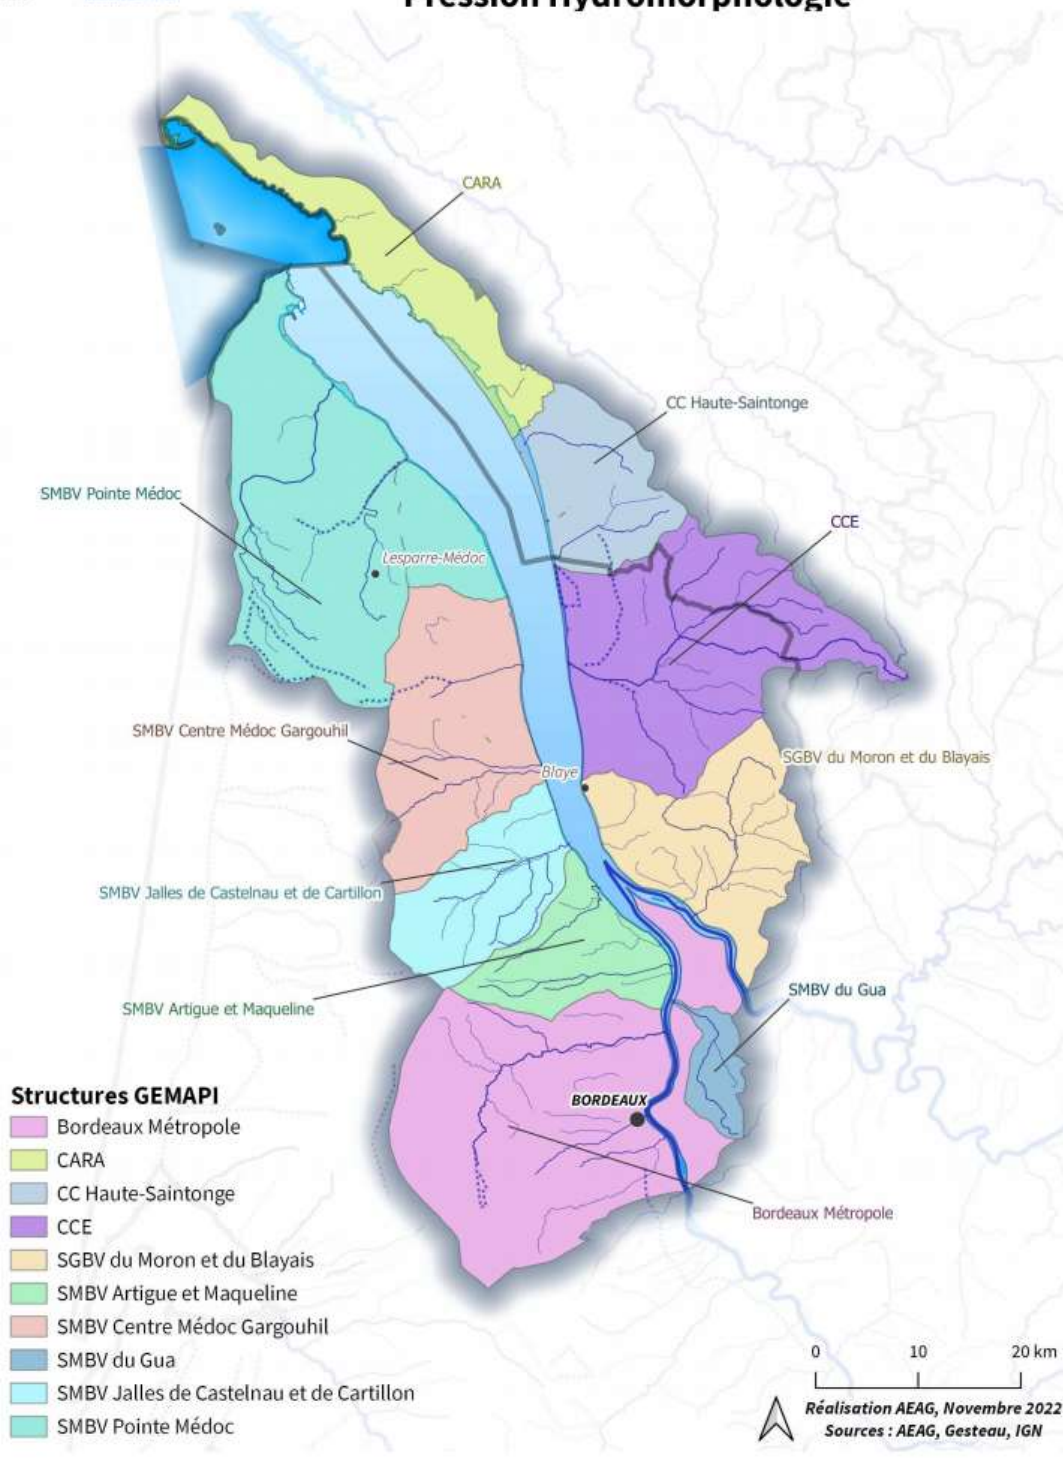 Pression Hydromorphologie
CARA
CC Haute-Saintonge
SMBV Pointe Médoc
CCE
Lesparre-Médoc
SMBV Centre Médoc Gargouhil
SGBV du Moron et du Blayais
Blaye
SMBV Jalles de Castelnau et de Cartillon
SMBV du Gua
SMBV Artigue et Maqueline
BORDEAUX
Bordeaux Métropole
Structures GEMAPI
Bordeaux Métropole
CARA
CC Haute-Saintonge
CCE
SGBV du Moron et du Blayais
SMBV Artigue et Maqueline
SMBV Centre Médoc Gargouhil
SMBV du Gua
SMBV Jalles de Castelnau et de Cartillon
SMBV Pointe Médoc
0 10 20 km
Réalisation AEAG, Novembre 2022
Sources : AEAG, Gesteau, IGN